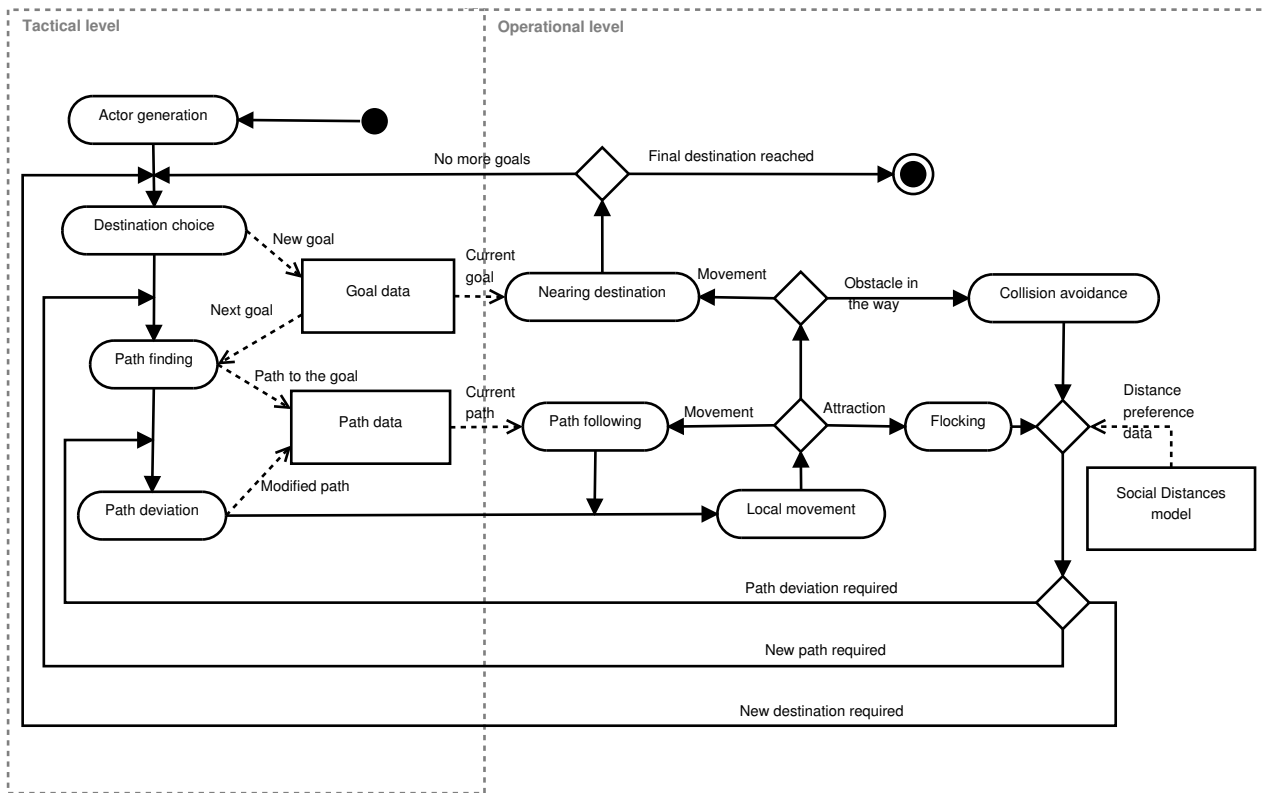 Tactical level
Operational level
Actor generation
No more goals
Final destination reached
Destination choice
New goal
Current
goal
Goal data
Nearing destination
Movement
Obstacle in
the way
Collision avoidance
Next goal
Path finding
Path to the goal
Current
path
Path data
Path following
Movement
Attraction
Flocking
Distance
preference
data
Modified path
Path deviation
Local movement
Social Distances
model
Path deviation required
New path required
New destination required